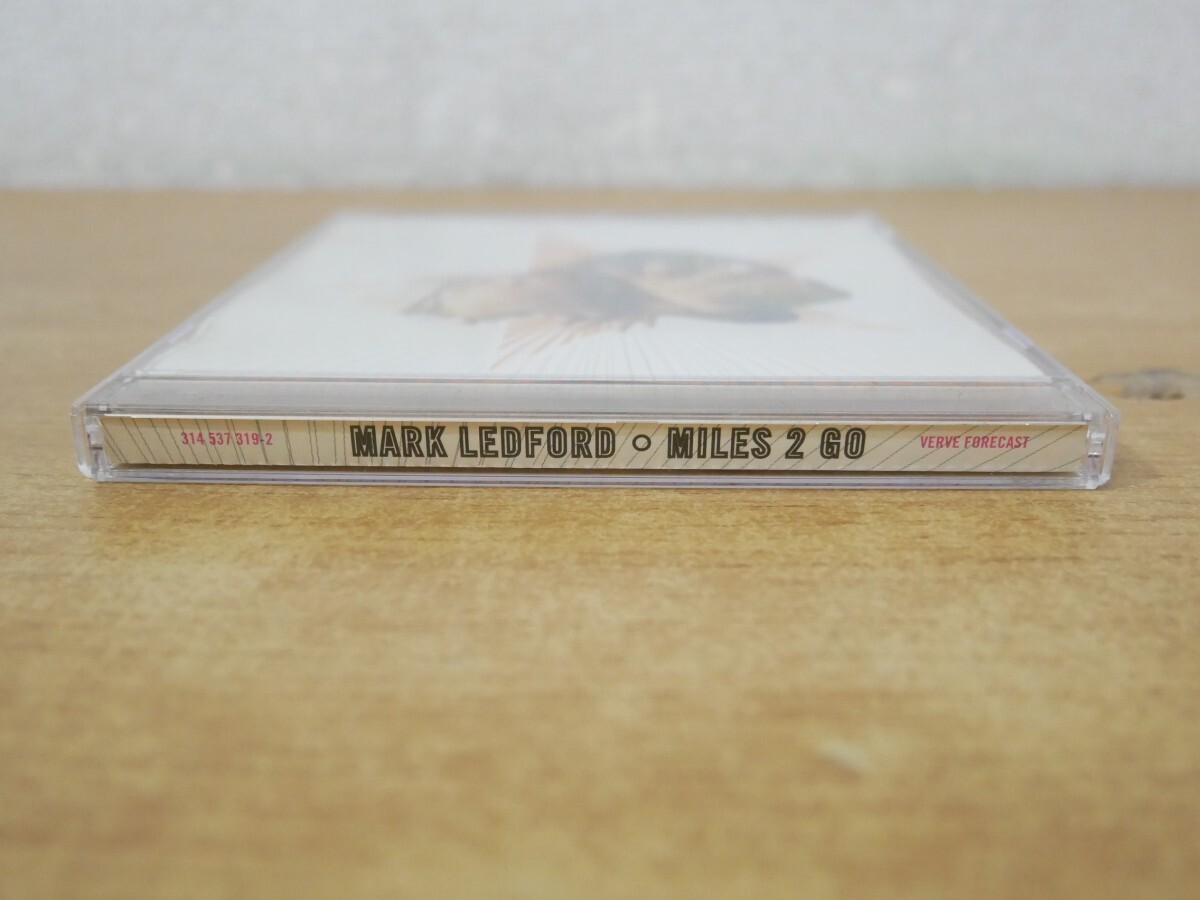 314 537 319-2 MARK LEDFORD • MILES 2 GO VERVE FORECAST